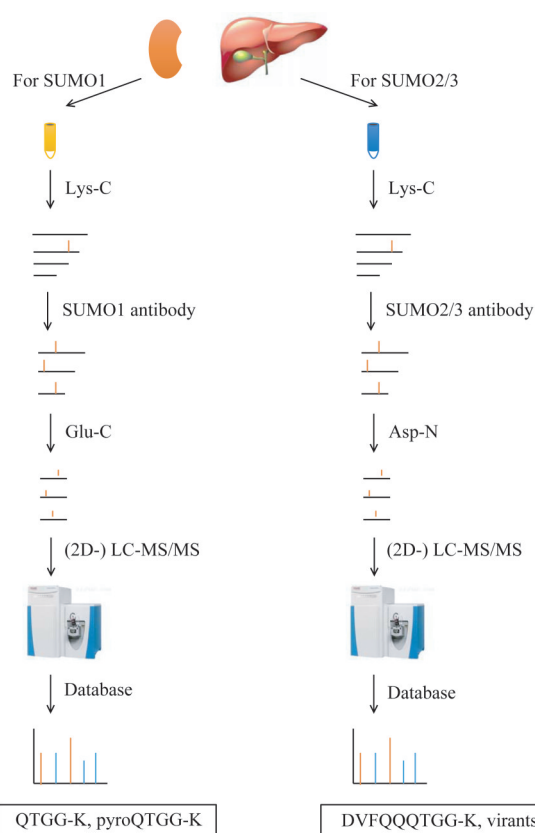 For SUMO1
For SUMO2/3
Lys-C
Lys-C
SUMO1 antibody
SUMO2/3 antibody
Glu-C
Asp-N
(2D-) LC-MS/MS
(2D-) LC-MS/MS
Database
Database
QTGG-K, pyroQTGG-K
DVFQQQTGG-K, virants